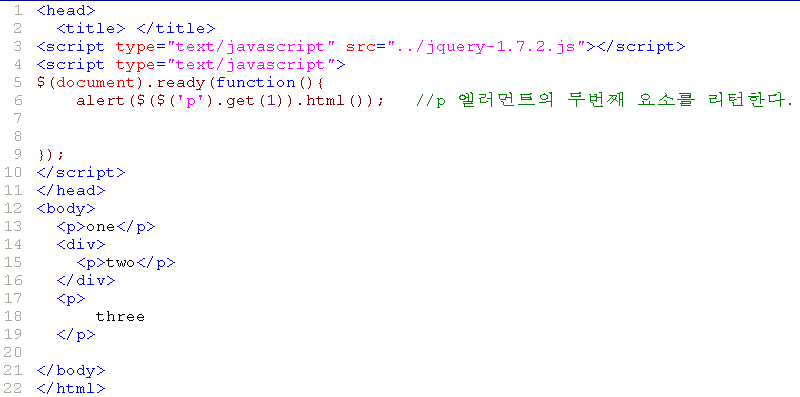 1 <head>
2   <title> </title>
3 <script type="text/javascript" src="../jquery-1.7.2.js"></script>
4 <script type="text/javascript">
5 $(document).ready(function(){
6     alert($($('p').get(1)).html());   //p 엘러먼트의 두번째 요소를 리턴한다.
7
8
9 });
10 </script>
11 </head>
12 <body>
13   <p>one</p>
14   <div>
15     <p>two</p>
16   </div>
17   <p>
18       three
19   </p>
20
21 </body>
22 </html>